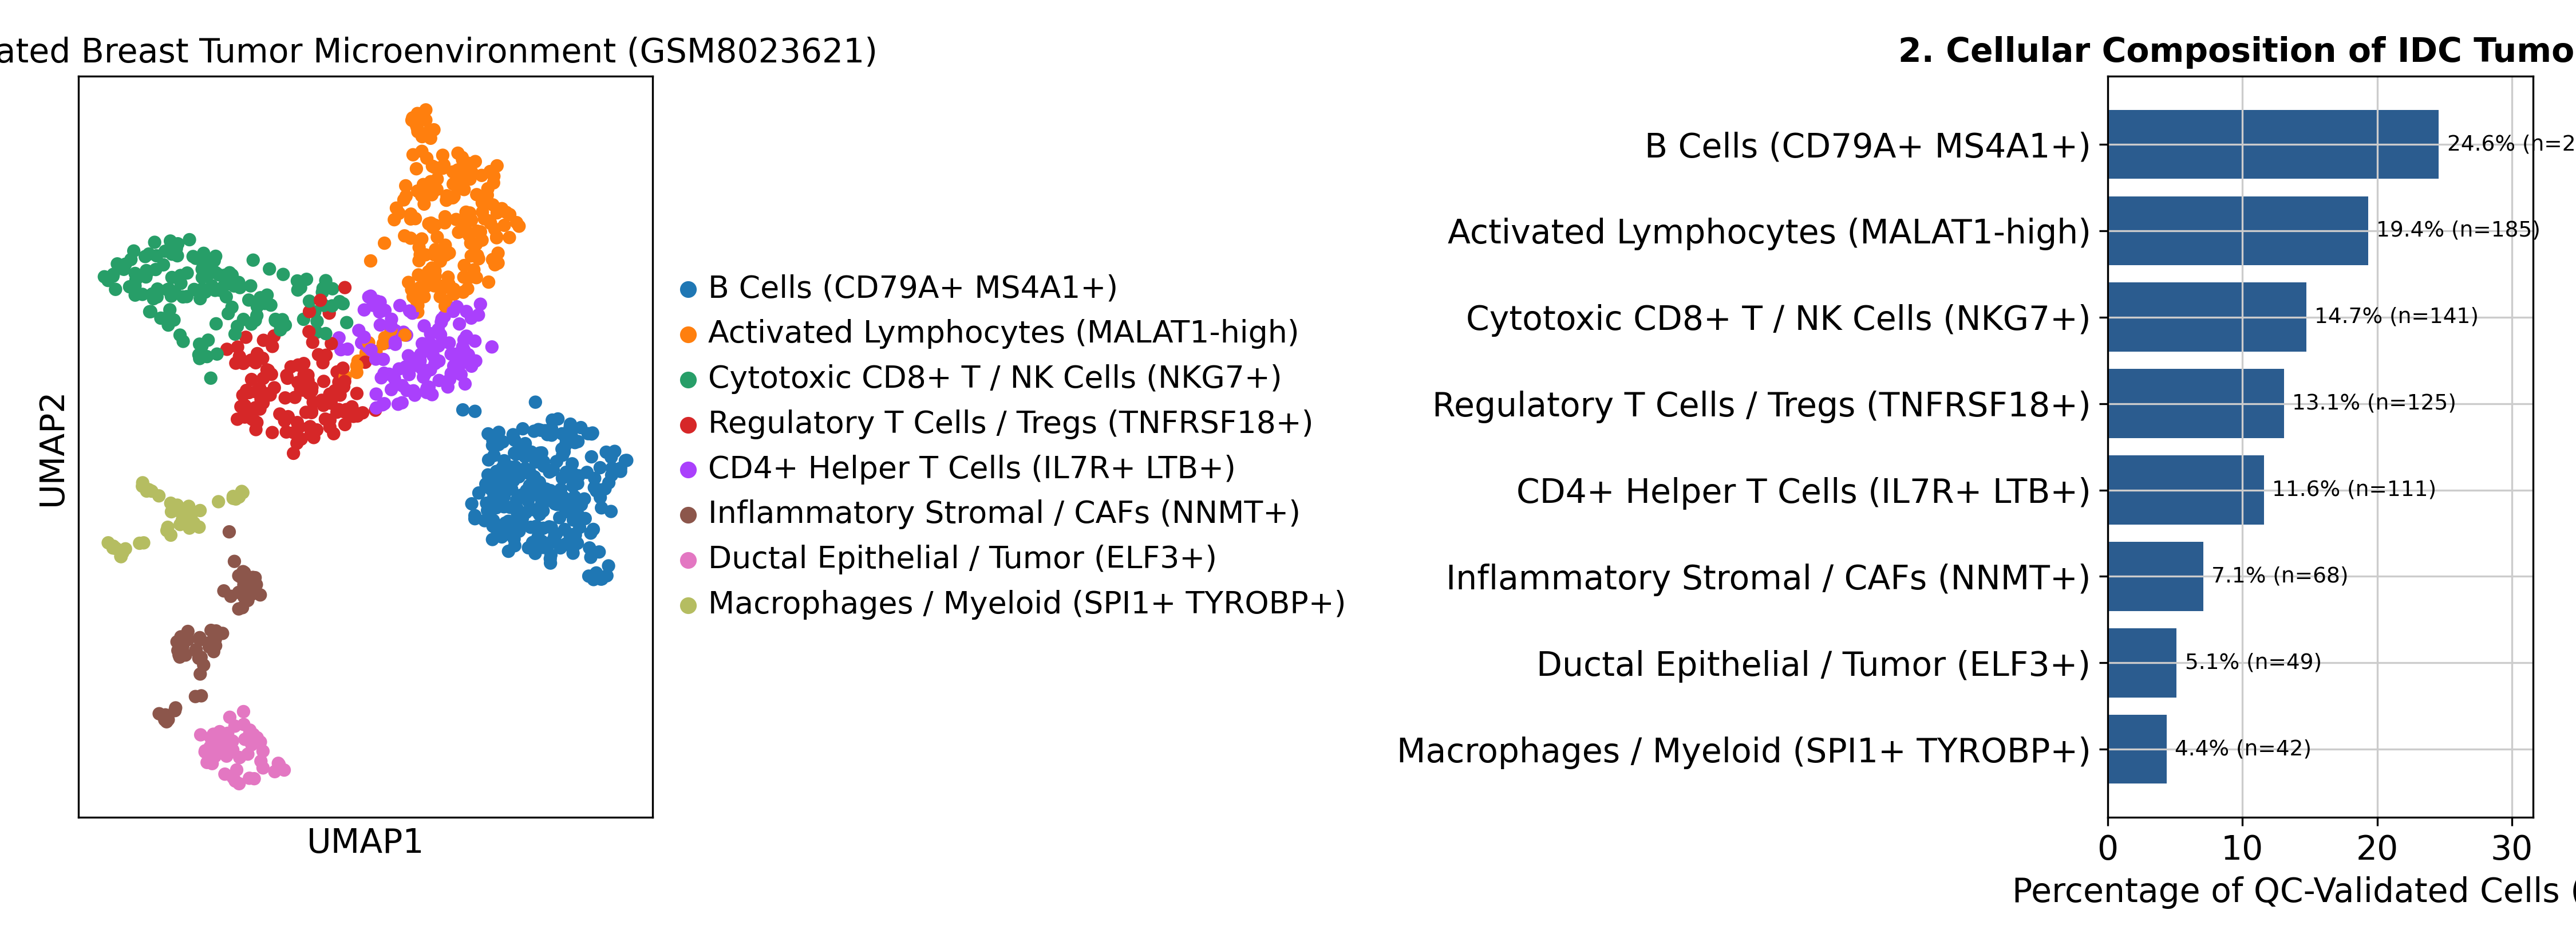 ated Breast Tumor Microenvironment (GSM8023621)
UMAP2
UMAP1
B Cells (CD79A+ MS4A1+)
Activated Lymphocytes (MALAT1-high)
Cytotoxic CD8+ T / NK Cells (NKG7+)
Regulatory T Cells / Tregs (TNFRSF18+)
CD4+ Helper T Cells (IL7R+ LTB+)
Inflammatory Stromal / CAFs (NNMT+)
Ductal Epithelial / Tumor (ELF3+)
Macrophages / Myeloid (SPI1+ TYROBP+)
2. Cellular Composition of IDC Tumo
B Cells (CD79A+ MS4A1+) 24.6% (n=2
Activated Lymphocytes (MALAT1-high) 19.4% (n=185)
Cytotoxic CD8+ T / NK Cells (NKG7+) 14.7% (n=141)
Regulatory T Cells / Tregs (TNFRSF18+) 13.1% (n=125)
CD4+ Helper T Cells (IL7R+ LTB+) 11.6% (n=111)
Inflammatory Stromal / CAFs (NNMT+) 7.1% (n=68)
Ductal Epithelial / Tumor (ELF3+) 5.1% (n=49)
Macrophages / Myeloid (SPI1+ TYROBP+) 4.4% (n=42)
0 10 20 30
Percentage of QC-Validated Cells (